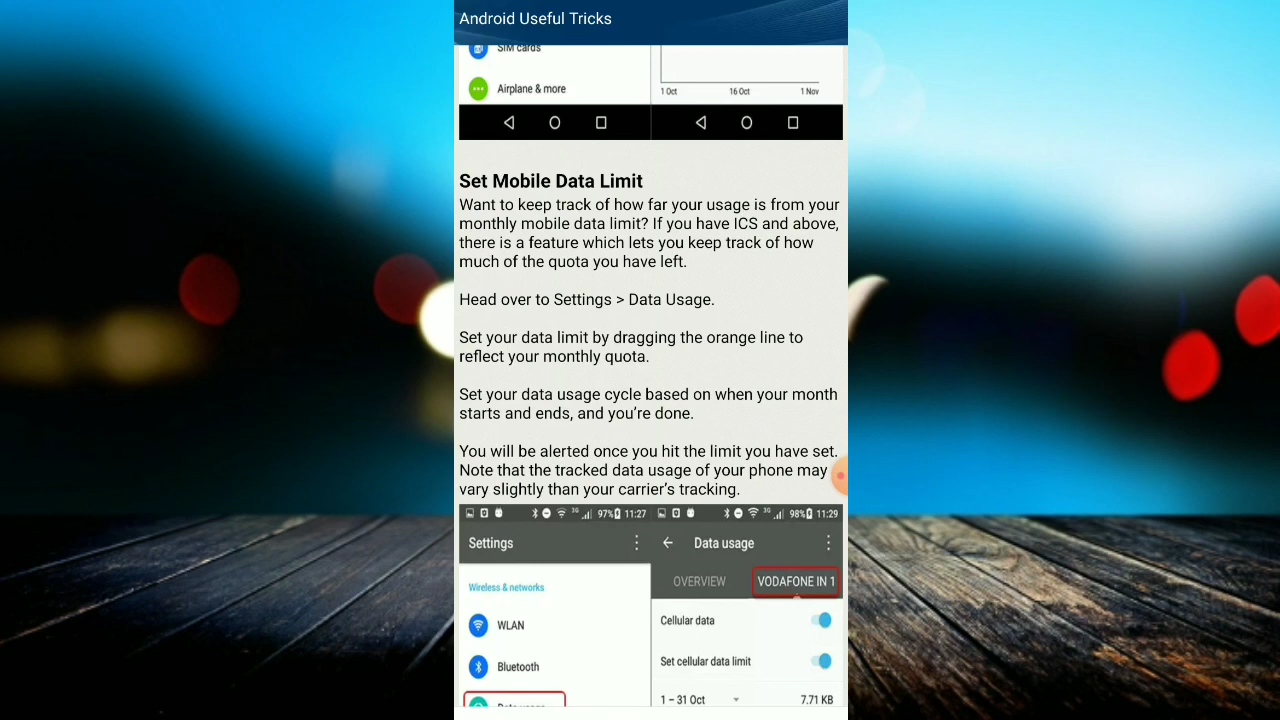 Android Useful Tricks
SIM cards
Airplane & more
1 Oct 16 Oct 1 Nov
Set Mobile Data Limit
Want to keep track of how far your usage is from your
monthly mobile data limit? If you have ICS and above,
there is a feature which lets you keep track of how
much of the quota you have left.
Head over to Settings > Data Usage.
Set your data limit by dragging the orange line to
reflect your monthly quota.
Set your data usage cycle based on when your month
starts and ends, and you’re done.
You will be alerted once you hit the limit you have set.
Note that the tracked data usage of your phone may
vary slightly than your carrier’s tracking.
3G 97% 11:27
Settings
Wireless & networks
WLAN
Bluetooth
Data usage
3G 98% 11:29
Data usage
OVERVIEW VODAFONE IN 1
Cellular data
Set cellular data limit
1 – 31 Oct 7.71 KB